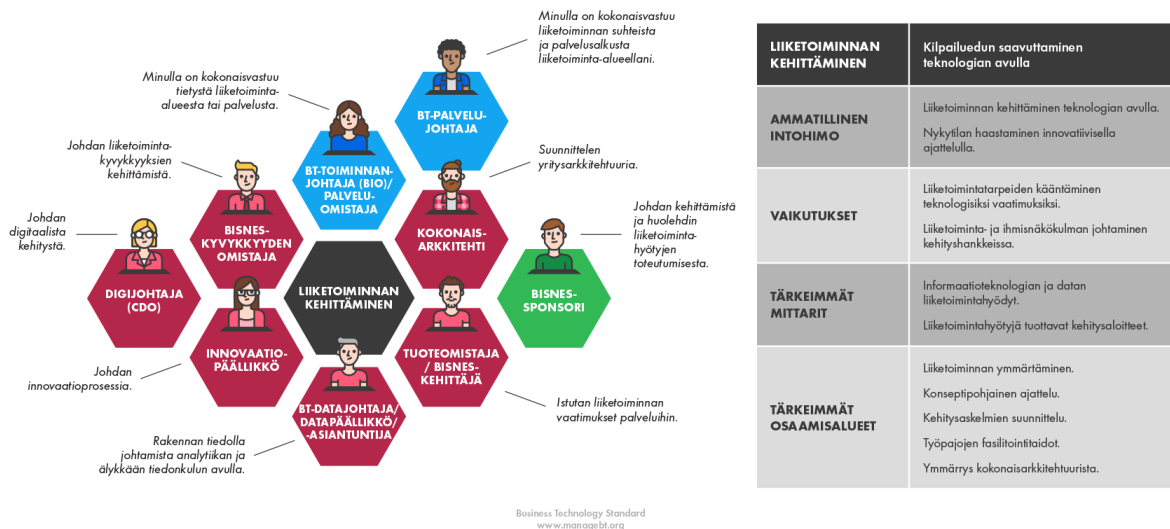 Minulla on kokonaisvastuu
liiketoiminnan suhteista
ja palvelusalkusta
liiketoiminta-alueellani.
BT-PALVELU-
JOHTAJA
Minulla on kokonaisvastuu
tietystä liiketoiminta-
alueesta tai palvelusta.
BT-TOIMINNAN-
JOHTAJA (BIO)/
PALVELU-
OMISTAJA
Suunnittelen
yritysarkkitehtuuria.
KOKONAIS-
ARKKITEHTI
Johdan liiketoiminta-
kyvykkyyksien
kehittämistä.
BISNES-
KYVYKKYYDEN
OMISTAJA
Johdan
digitaalista
kehitystä.
DIGIJOHTAJA
(CDO)
LIIKETOIMINNAN
KEHITTÄMINEN
Johdan kehittämistä
ja huolehdin
liiketoiminta-
hyötyjen
toteutumisesta.
BISNES-
SPONSORI
INNOVAATIO-
PÄÄLLIKKÖ
Johdan
innovaatioprosessia.
TUOTEOMISTAJA
/ BISNES-
KEHITTÄJÄ
Istutan liiketoiminnan
vaatimukset palveluihin.
BT-DATAJOHTAJA/
DATAPÄÄLLIKKÖ/
-ASIANTUNTIJA
Rakennan tiedolla
johtamista analytiikan ja
älykkään tiedonkulun avulla.
LIIKETOIMINNAN
KEHITTÄMINEN
Kilpailuedun saavuttaminen
teknologian avulla
AMMATILLINEN
INTOHIMO
Liiketoiminnan kehittäminen teknologian avulla.
Nykytilan haastaminen innovatiivisella
ajattelulla.
VAIKUTUKSET
Liiketoimintatarpeiden kääntäminen
teknologisiksi vaatimuksiksi.
Liiketoiminta- ja ihmisnäkökulman johtaminen
kehityshankkeissa.
TÄRKEIMMÄT
MITTARIT
Informaatioteknologian ja datan
liiketoimintahyödyt.
Liiketoimintahyötyjä tuottavat kehitysaloitteet.
TÄRKEIMMÄT
OSAAMISALUEET
Liiketoiminnan ymmärtäminen.
Konseptipohjainen ajattelu.
Kehitysaskelmien suunnittelu.
Työpajojen fasilitointitaidot.
Ymmärrys kokonaisarkkitehtuurista.
Business Technology Standard
www.managebt.org